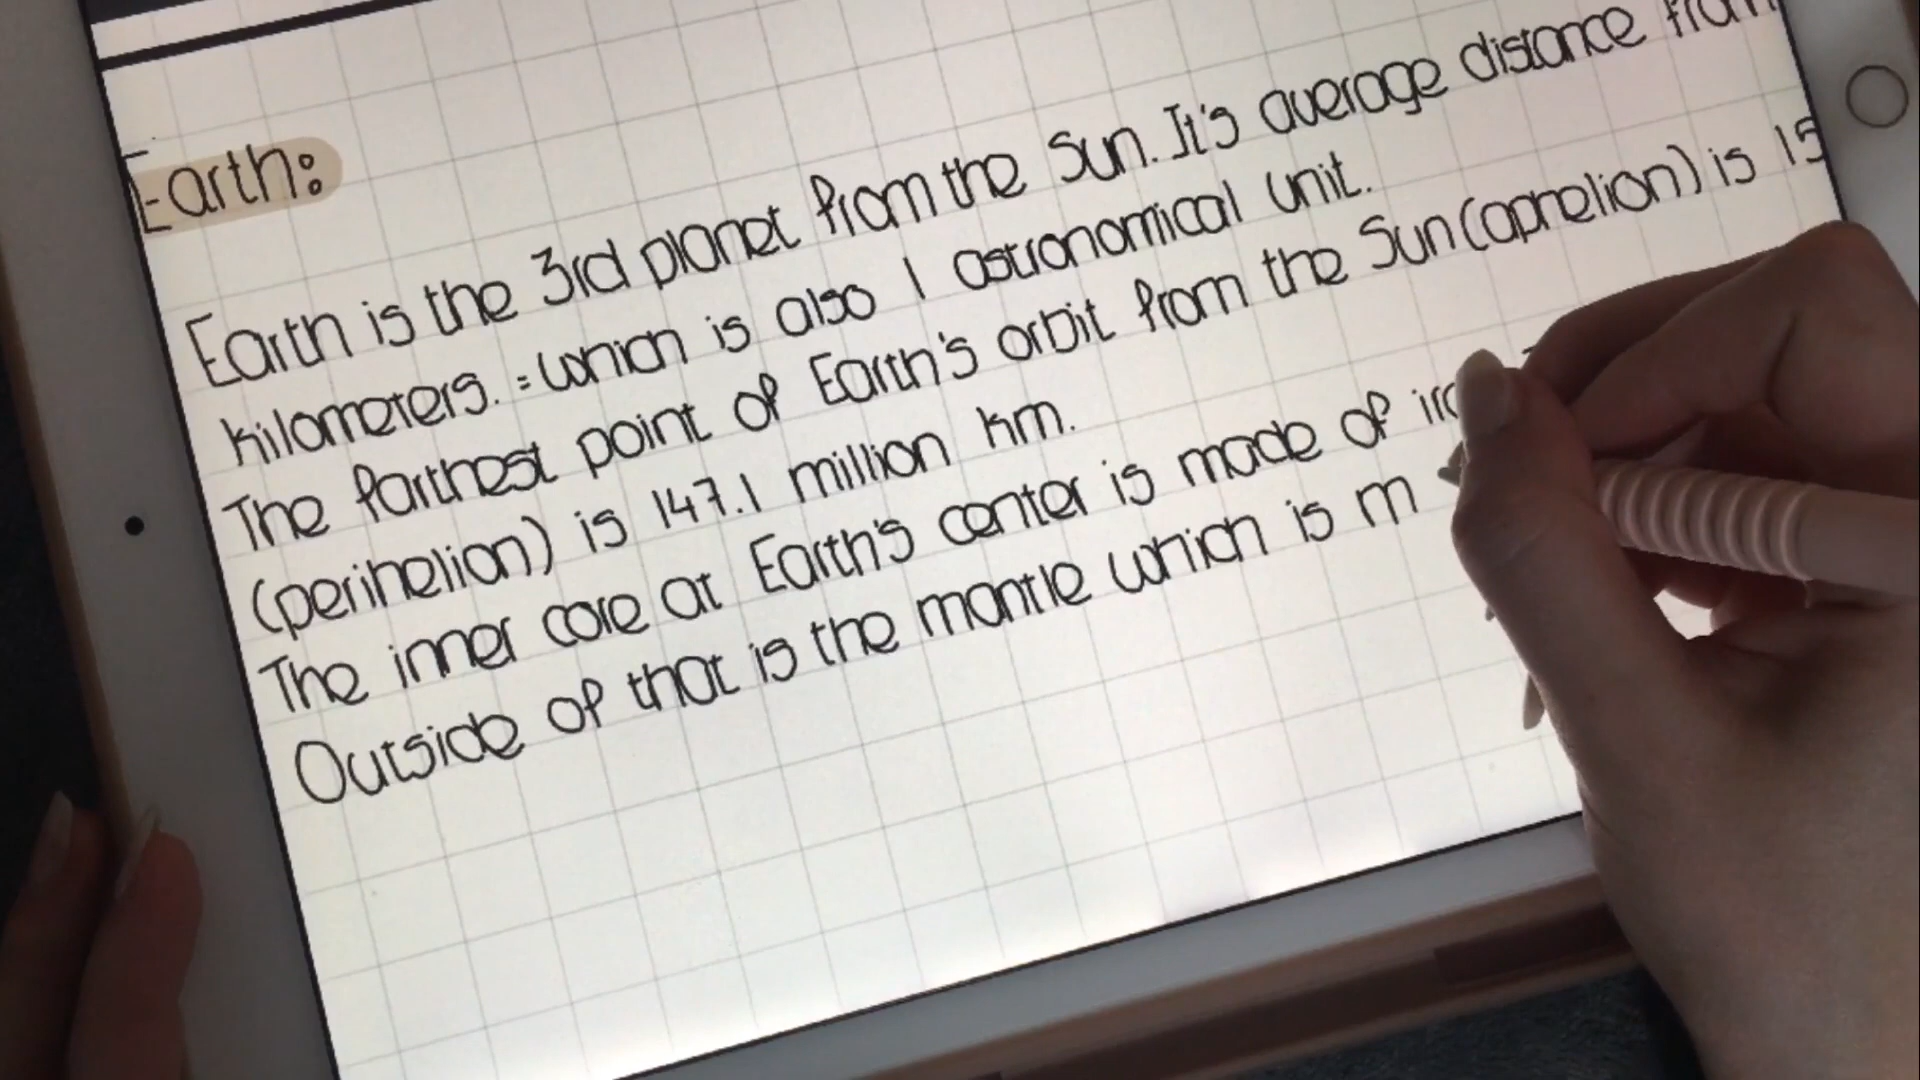 Earth:
Earth is the 3rd planet from the Sun. It's average distance from
kilometers. = which is also 1 astronomical unit.
The farthest point of Earth's orbit from the Sun (aphelion) is 15
(perihelion) is 147.1 million km.
The inner core at Earth's center is made of
Outside of that is the mantle which is m